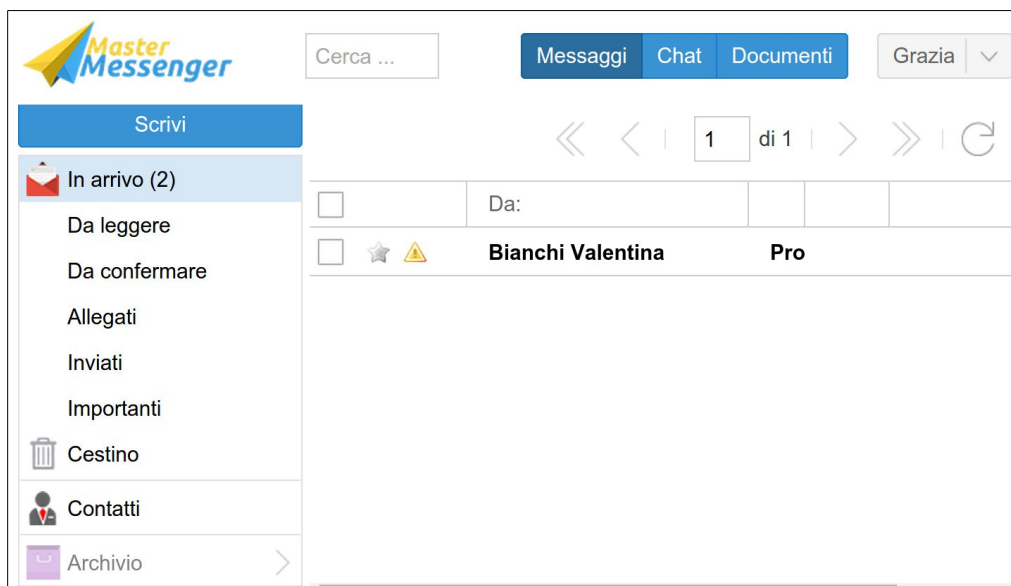 Master
Messenger
Cerca ...
Messaggi Chat Documenti
Grazia
Scrivi
1 di 1
In arrivo (2)
Da:
Da leggere
Bianchi Valentina Pro
Da confermare
Allegati
Inviati
Importanti
Cestino
Contatti
Archivio